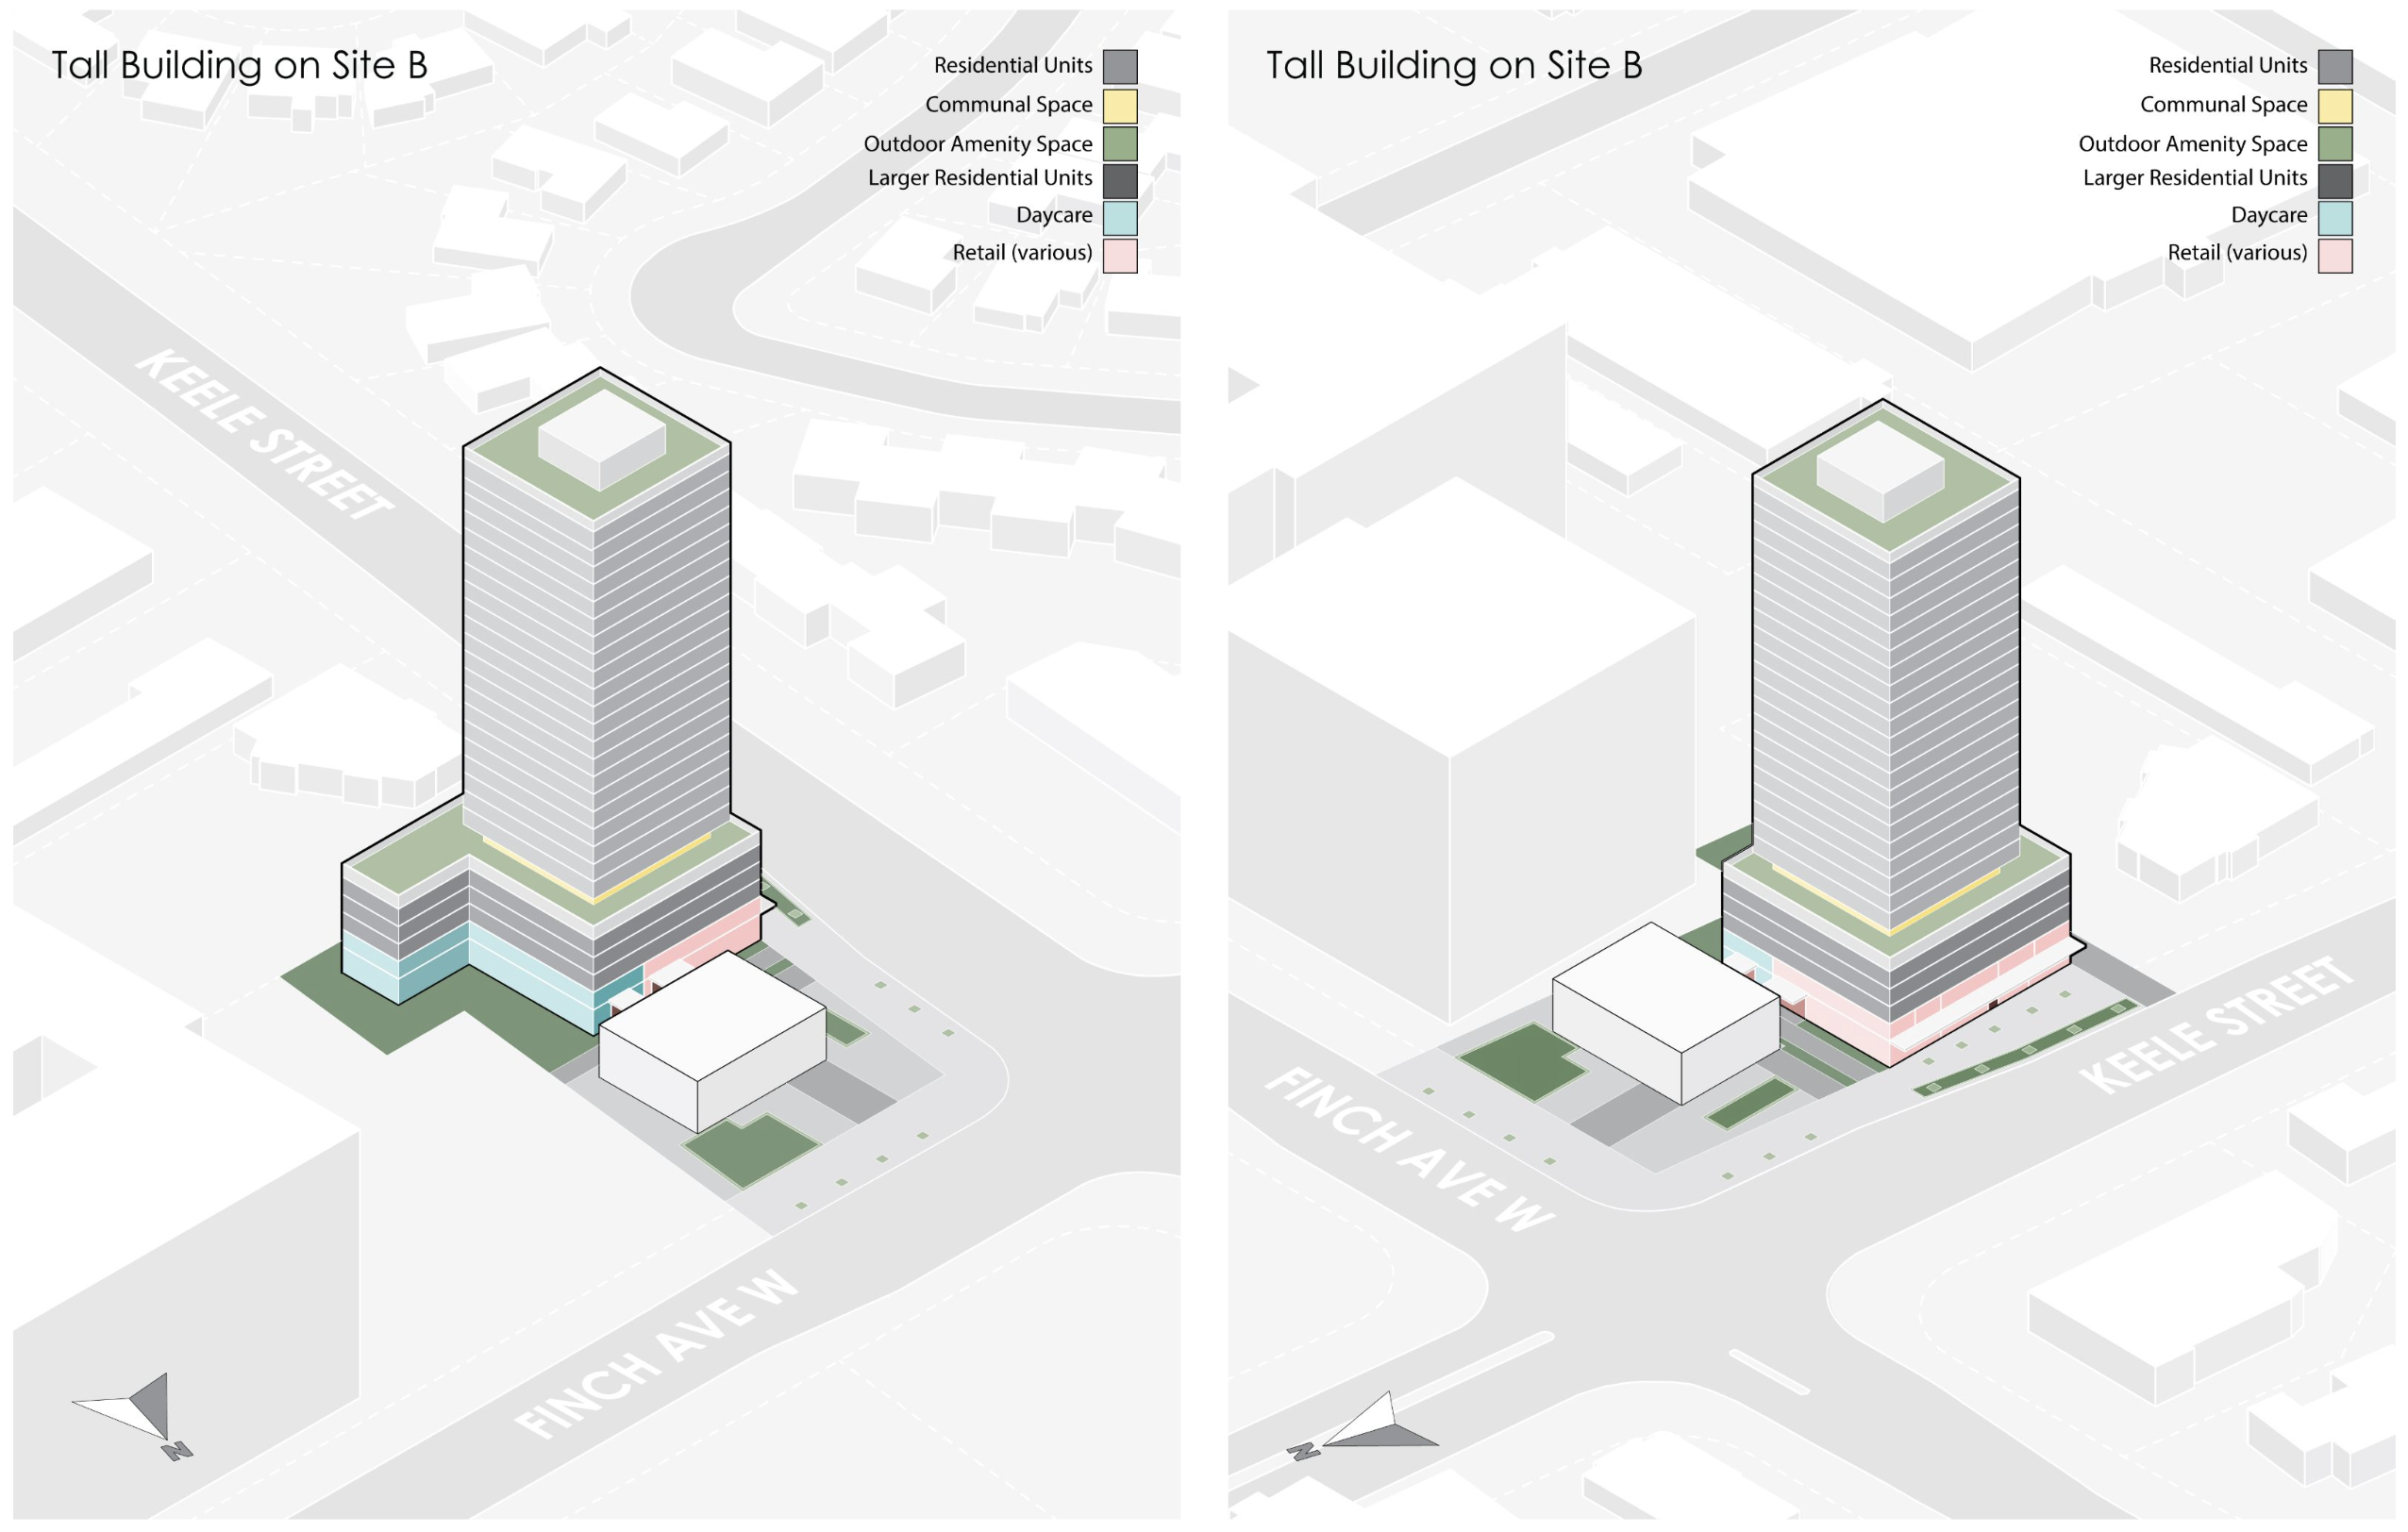 Tall Building on Site B
Residential Units
Communal Space
Outdoor Amenity Space
Larger Residential Units
Daycare
Retail (various)
KEELE STREET
FINCH AVE W
N
Tall Building on Site B
Residential Units
Communal Space
Outdoor Amenity Space
Larger Residential Units
Daycare
Retail (various)
KEELE STREET
FINCH AVE W
N